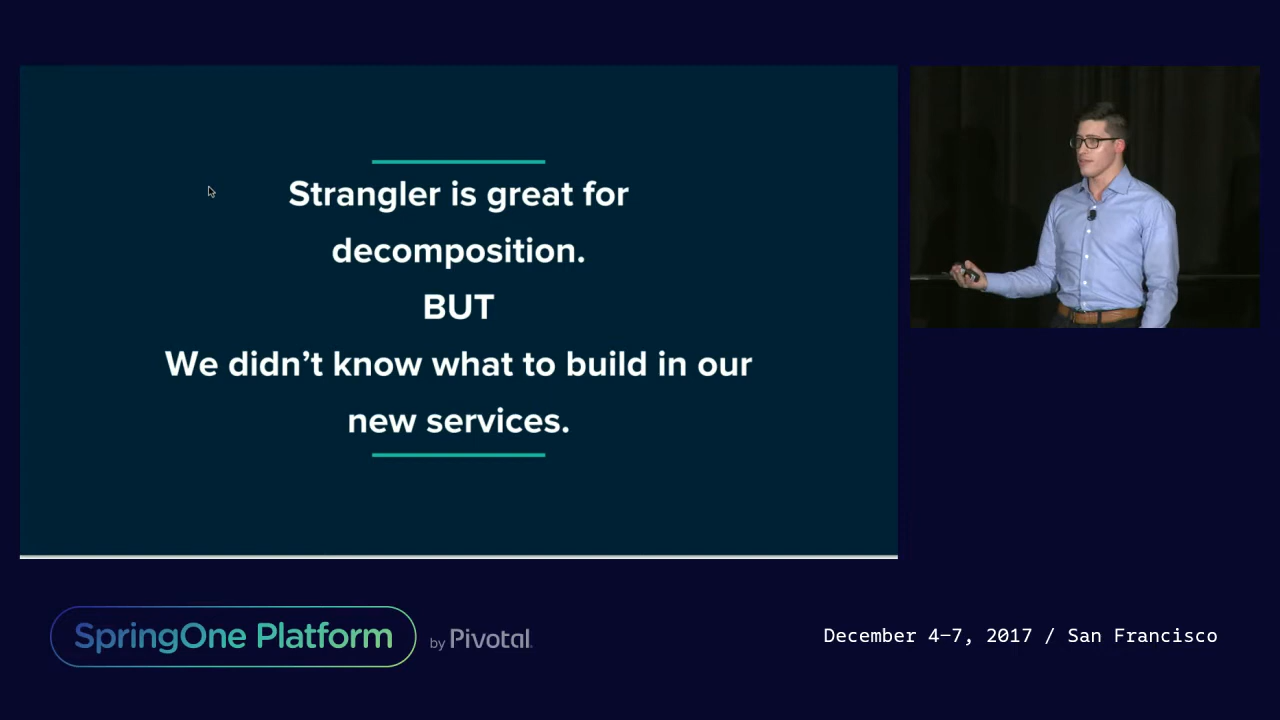 Strangler is great for
decomposition.
BUT
We didn’t know what to build in our
new services.
SpringOne Platform
by Pivotal.
December 4–7, 2017 / San Francisco